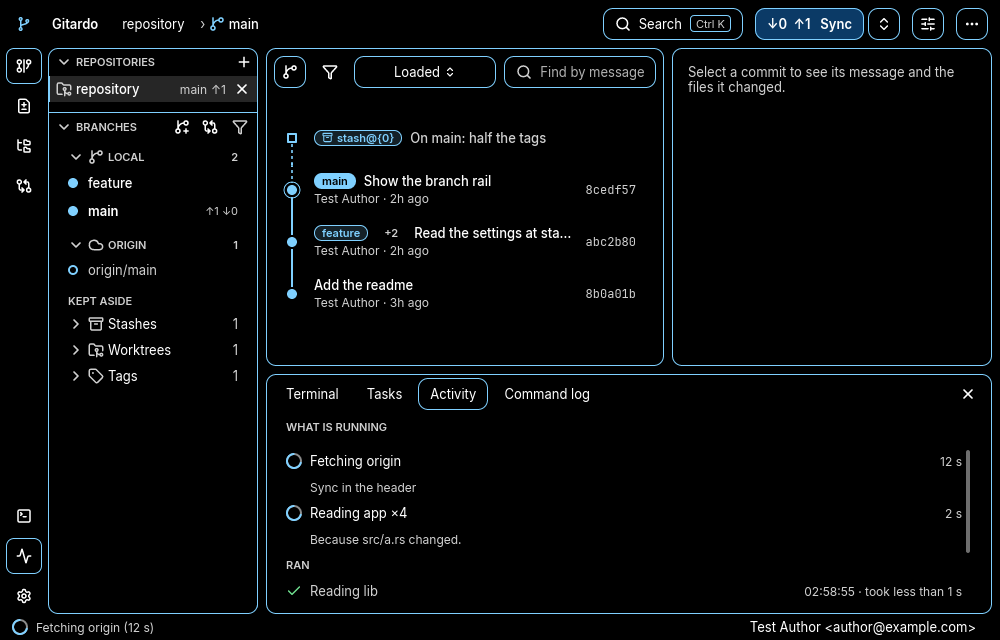 Gitardo repository › main
Search Ctrl K
↓0 ↑1 Sync
REPOSITORIES
repository main ↑1
BRANCHES
LOCAL 2
feature
main ↑1 ↓0
ORIGIN 1
origin/main
KEPT ASIDE
Stashes 1
Worktrees 1
Tags 1
Loaded
Find by message
stash@{0} On main: half the tags
main Show the branch rail
Test Author · 2h ago 8cedf57
feature +2 Read the settings at sta…
Test Author · 2h ago abc2b80
Add the readme
Test Author · 3h ago 8b0a01b
Select a commit to see its message and the
files it changed.
Terminal Tasks Activity Command log
WHAT IS RUNNING
Fetching origin 12 s
Sync in the header
Reading app ×4 2 s
Because src/a.rs changed.
RAN
Reading lib 02:58:55 · took less than 1 s
Fetching origin (12 s)
Test Author <author@example.com>